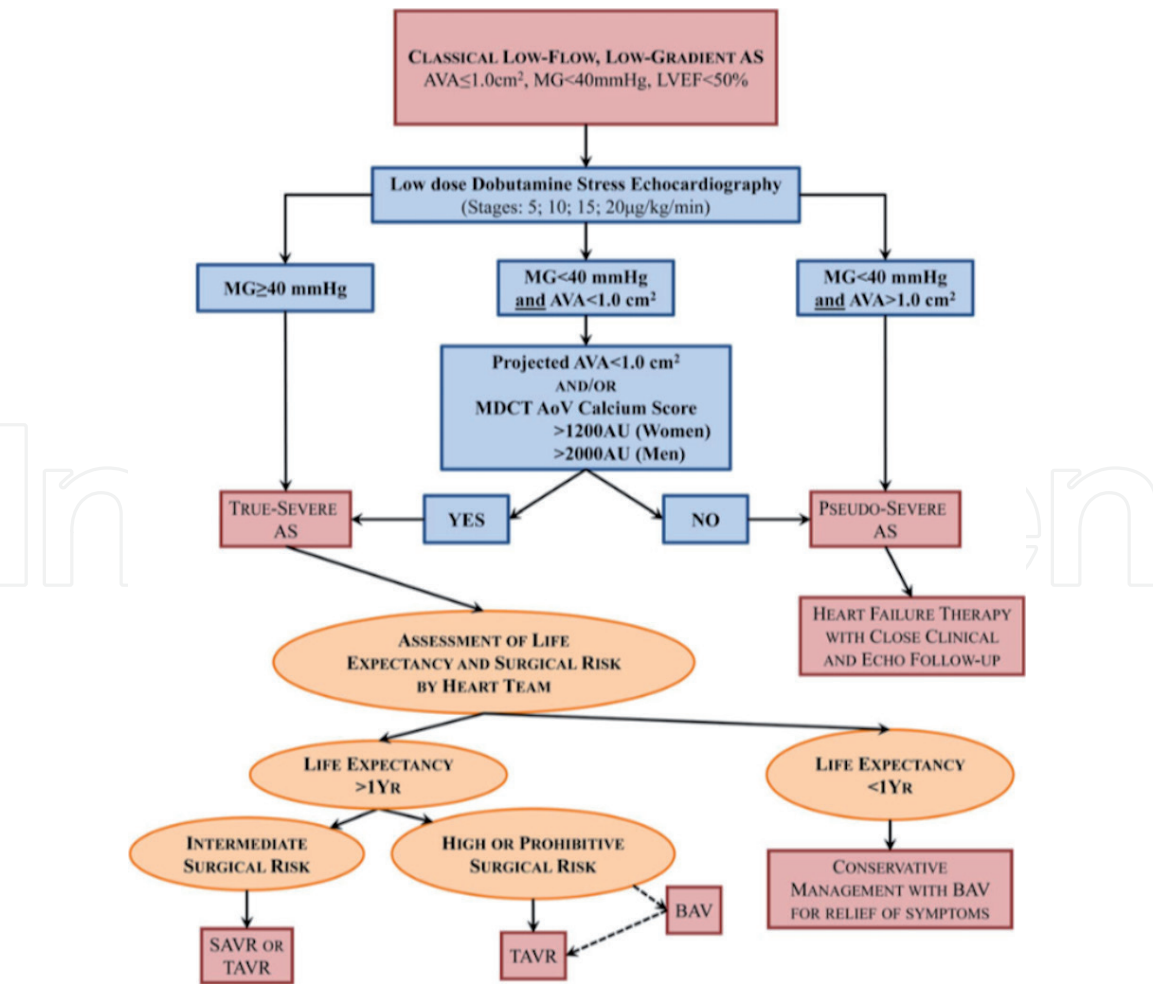 CLASSICAL LOW-FLOW, LOW-GRADIENT AS
AVA≤1.0cm², MG<40mmHg, LVEF<50%
Low dose Dobutamine Stress Echocardiography
(Stages: 5; 10; 15; 20µg/kg/min)
MG≥40 mmHg
MG<40 mmHg
and AVA<1.0 cm²
MG<40 mmHg
and AVA>1.0 cm²
Projected AVA<1.0 cm²
AND/OR
MDCT AoV Calcium Score
>1200AU (Women)
>2000AU (Men)
TRUE-SEVERE
AS
YES
NO
PSEUDO-SEVERE
AS
HEART FAILURE THERAPY
WITH CLOSE CLINICAL
AND ECHO FOLLOW-UP
ASSESSMENT OF LIFE
EXPECTANCY AND SURGICAL RISK
BY HEART TEAM
LIFE EXPECTANCY
>1YR
LIFE EXPECTANCY
<1YR
INTERMEDIATE
SURGICAL RISK
HIGH OR PROHIBITIVE
SURGICAL RISK
CONSERVATIVE
MANAGEMENT WITH BAV
FOR RELIEF OF SYMPTOMS
BAV
SAVR OR
TAVR
TAVR